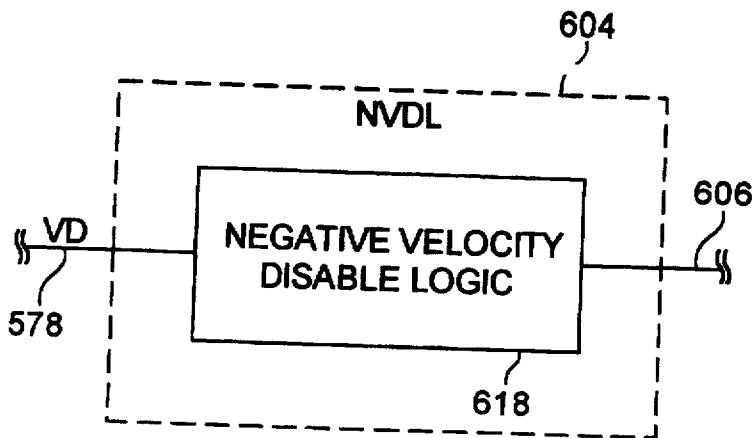 604
NVDL
606
VD
NEGATIVE VELOCITY
DISABLE LOGIC
578
618